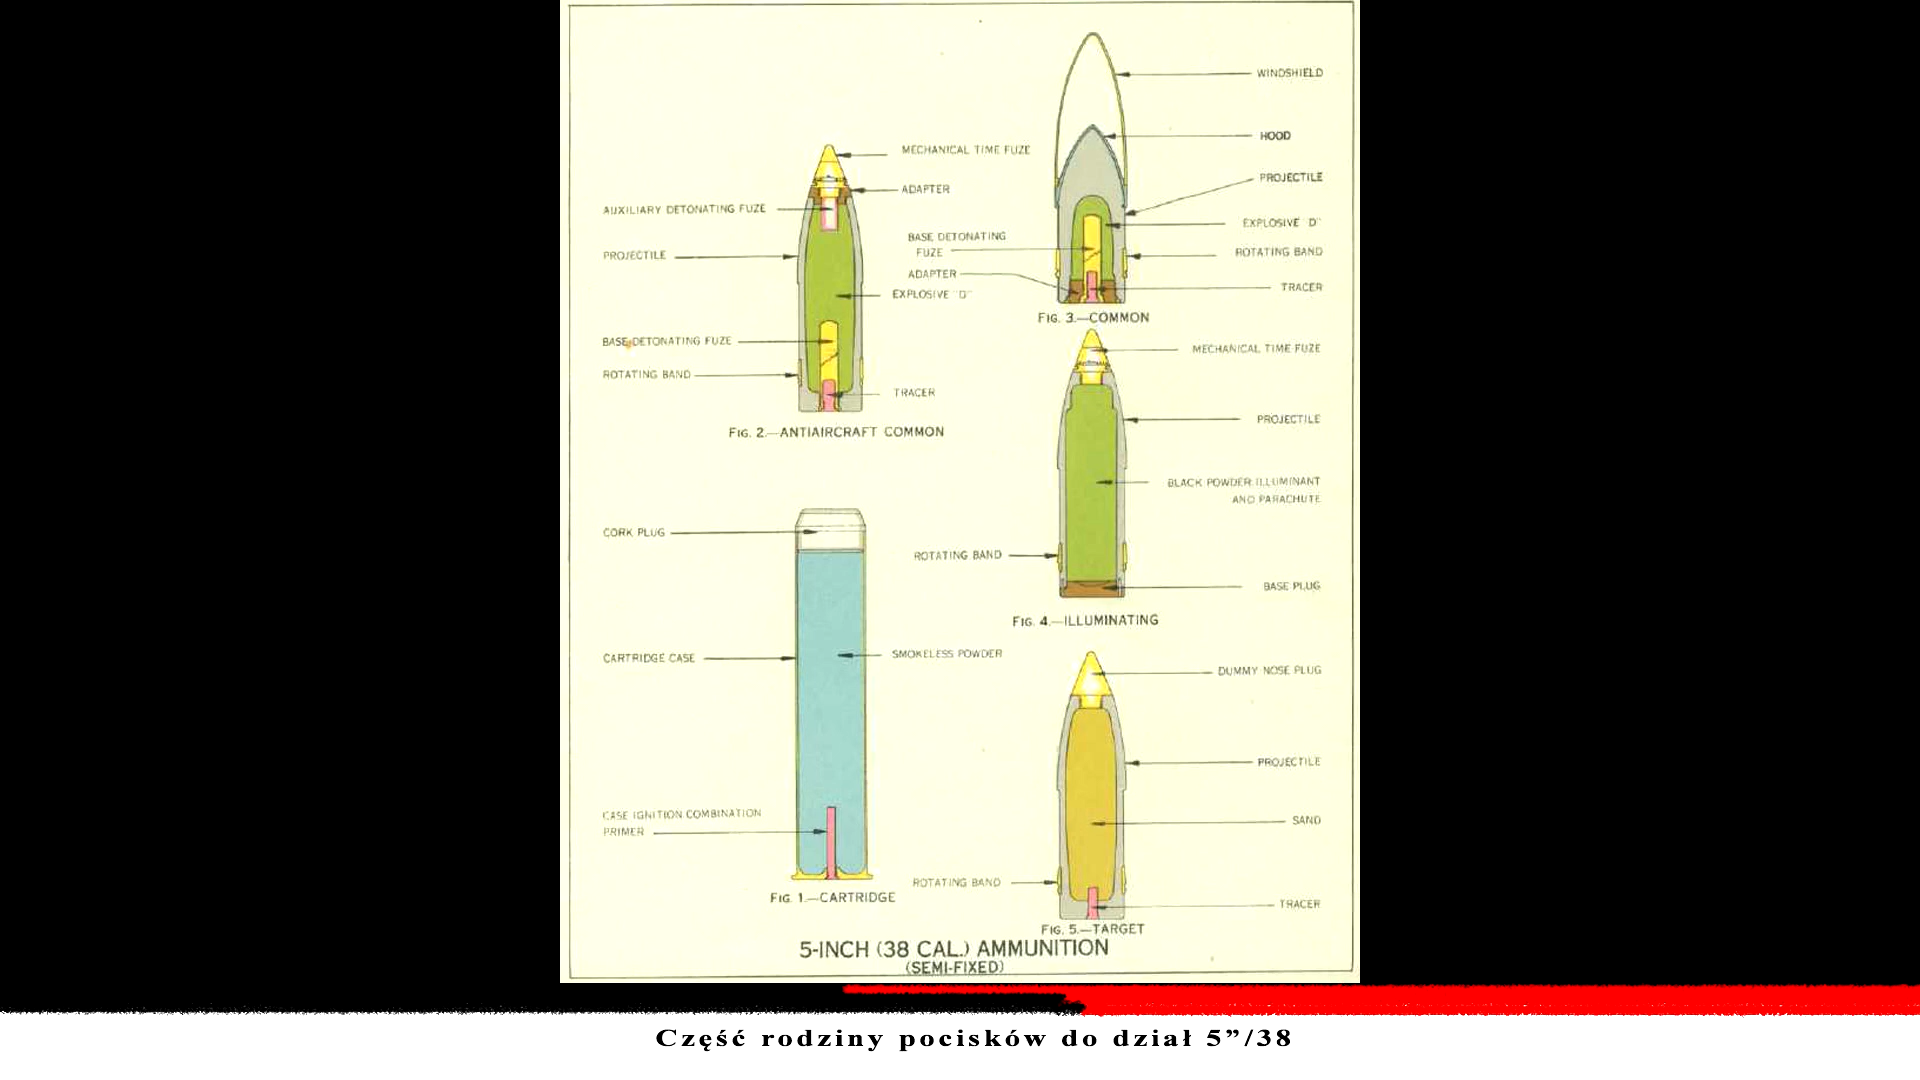 WINDSHIELD
HOOD
PROJECTILE
EXPLOSIVE "D"
ROTATING BAND
TRACER
BASE DETONATING
FUZE
ADAPTER
FIG. 3.—COMMON
MECHANICAL TIME FUZE
ADAPTER
AUXILIARY DETONATING FUZE
PROJECTILE
EXPLOSIVE "D"
BASE DETONATING FUZE
ROTATING BAND
TRACER
FIG. 2.—ANTIAIRCRAFT COMMON
MECHANICAL TIME FUZE
PROJECTILE
BLACK POWDER ILLUMINANT
AND PARACHUTE
ROTATING BAND
BASE PLUG
FIG. 4.—ILLUMINATING
CORK PLUG
CARTRIDGE CASE
SMOKELESS POWDER
CASE IGNITION COMBINATION
PRIMER
FIG. 1.—CARTRIDGE
DUMMY NOSE PLUG
PROJECTILE
SAND
ROTATING BAND
TRACER
FIG. 5.—TARGET
5-INCH (38 CAL.) AMMUNITION
(SEMI-FIXED)
Część rodziny pocisków do dział 5”/38